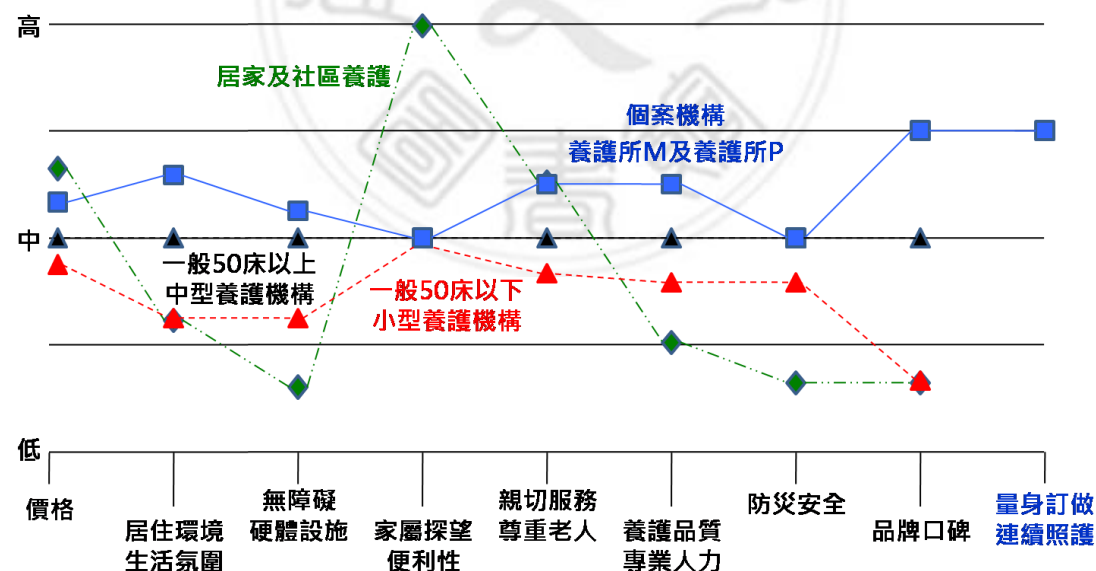 高
居家及社區養護
個案機構
養護所M及養護所P
中
一般50床以上
中型養護機構
一般50床以下
小型養護機構
低
價格
居住環境
生活氛圍
無障礙
硬體設施
家屬探望
便利性
親切服務
尊重老人
養護品質
專業人力
防災安全
品牌口碑
量身訂做
連續照護